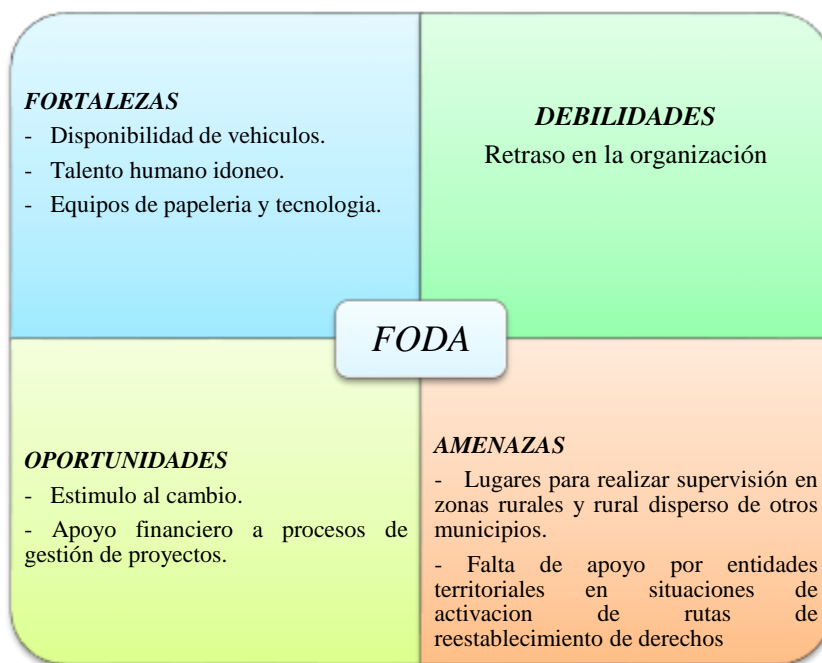 FORTALEZAS
- Disponibilidad de vehiculos.
- Talento humano idoneo.
- Equipos de papeleria y tecnologia.
DEBILIDADES
Retraso en la organización
FODA
OPORTUNIDADES
- Estimulo al cambio.
- Apoyo financiero a procesos de
gestión de proyectos.
AMENAZAS
- Lugares para realizar supervisión en
zonas rurales y rural disperso de otros
municipios.
- Falta de apoyo por entidades
territoriales en situaciones de
activacion de rutas de
reestablecimiento de derechos